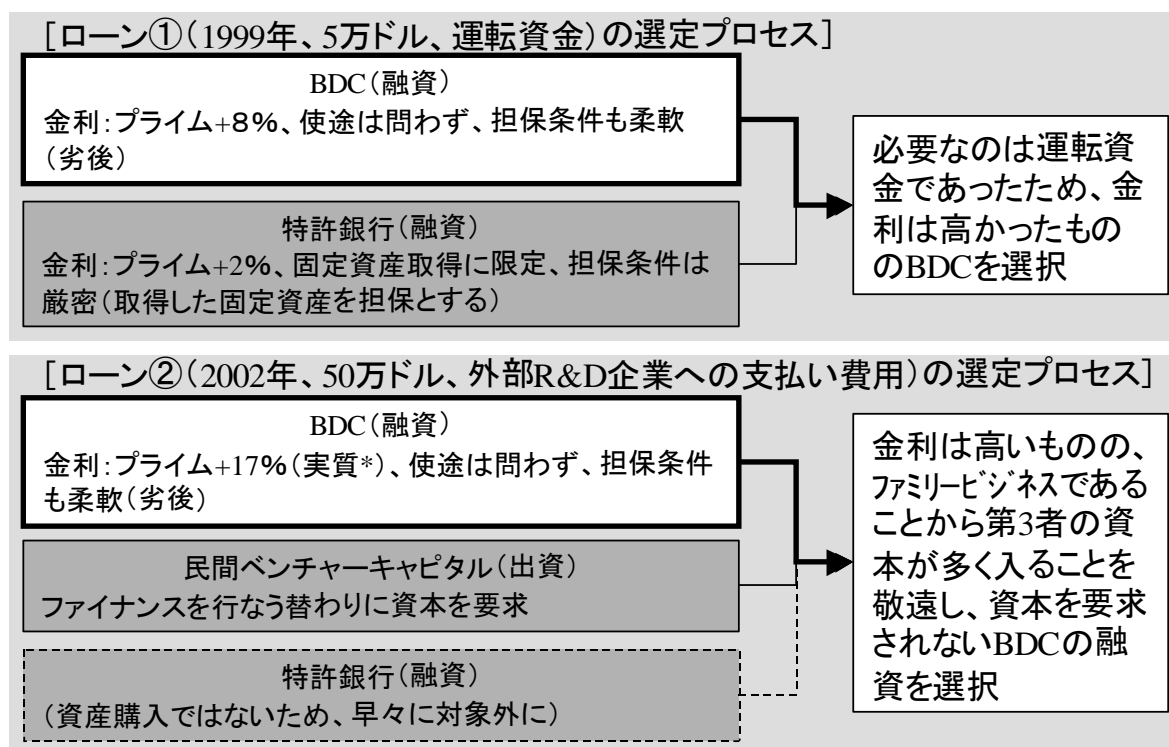 ［ローン①（1999年、5万ドル、運転資金）の選定プロセス］
BDC（融資）
金利：プライム+８％、使途は問わず、担保条件も柔軟
（劣後）
特許銀行（融資）
金利：プライム+2％、固定資産取得に限定、担保条件は
厳密（取得した固定資産を担保とする）
必要なのは運転資
金であったため、金
利は高かったもの
のBDCを選択
［ローン②（2002年、50万ドル、外部R&D企業への支払い費用）の選定プロセス］
BDC（融資）
金利：プライム+17％（実質*）、使途は問わず、担保条件
も柔軟（劣後）
民間ベンチャーキャピタル（出資）
ファイナンスを行なう替わりに資本を要求
特許銀行（融資）
（資産購入ではないため、早々に対象外に）
金利は高いものの、
ﾌｧﾐﾘｰﾋﾞｼﾞﾈｽである
ことから第3者の資
本が多く入ることを
敬遠し、資本を要求
されないBDCの融
資を選択